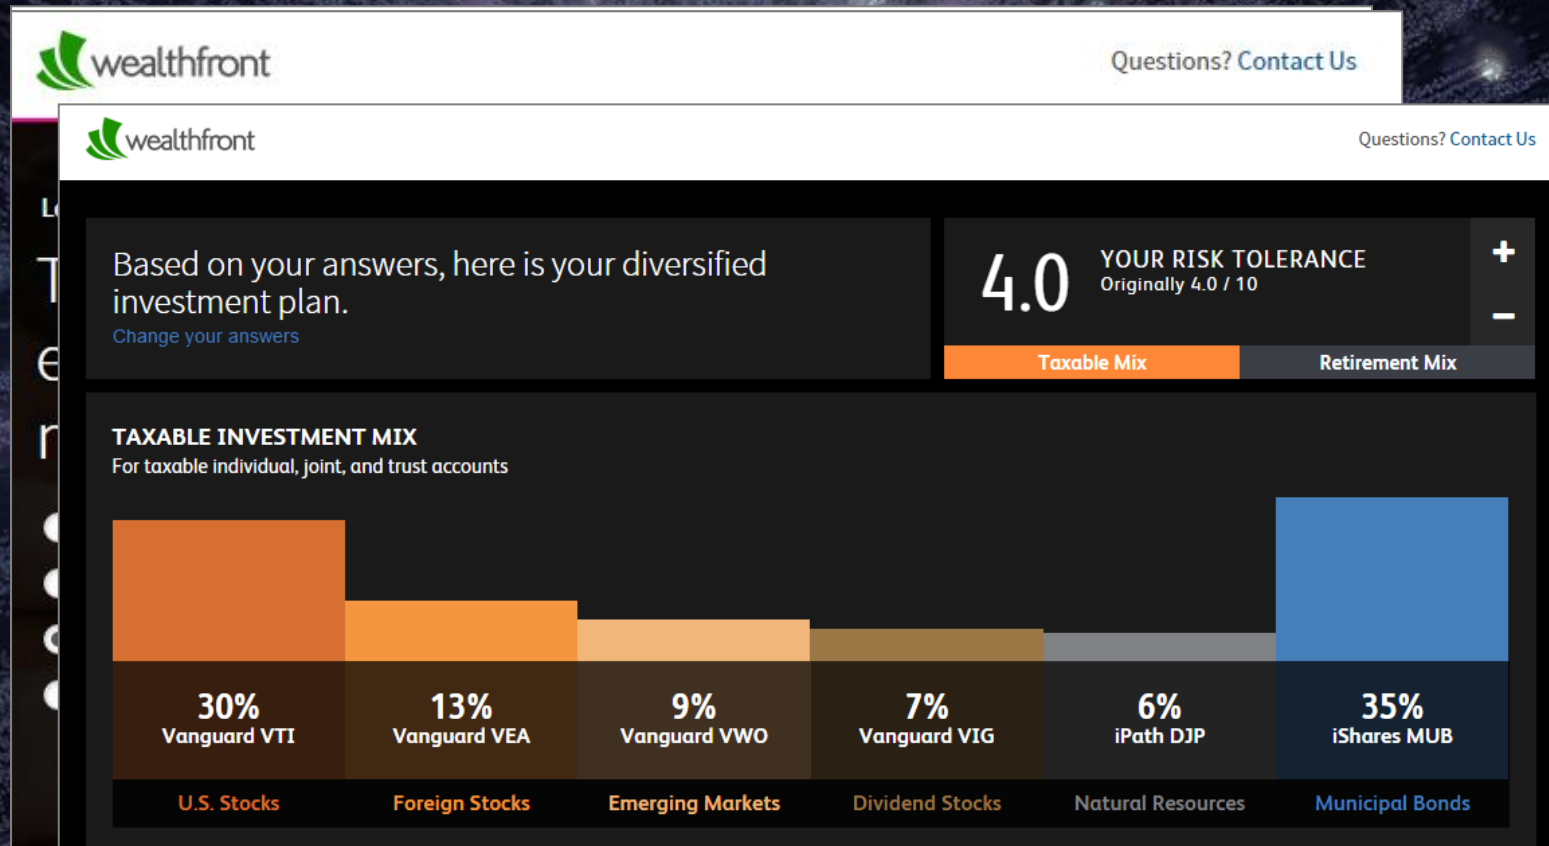 wealthfront
Questions? Contact Us
wealthfront
Questions? Contact Us
Based on your answers, here is your diversified
investment plan.
Change your answers
4.0
YOUR RISK TOLERANCE
Originally 4.0 / 10
+
−
Taxable Mix
Retirement Mix
TAXABLE INVESTMENT MIX
For taxable individual, joint, and trust accounts
30%
Vanguard VTI
U.S. Stocks
13%
Vanguard VEA
Foreign Stocks
9%
Vanguard VWO
Emerging Markets
7%
Vanguard VIG
Dividend Stocks
6%
iPath DJP
Natural Resources
35%
iShares MUB
Municipal Bonds